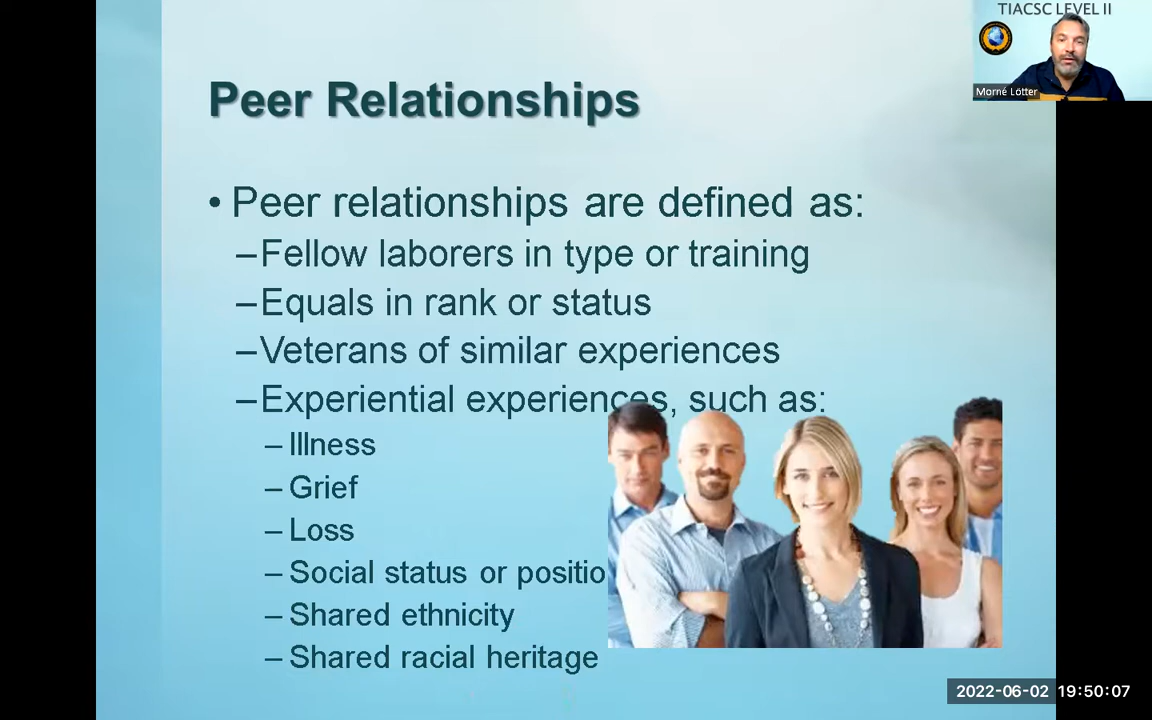 TIACSC LEVEL II
Morné Lötter
Peer Relationships
• Peer relationships are defined as:
–Fellow laborers in type or training
–Equals in rank or status
–Veterans of similar experiences
–Experiential experiences, such as:
– Illness
– Grief
– Loss
– Social status or positio
– Shared ethnicity
– Shared racial heritage
2022-06-02 19:50:07